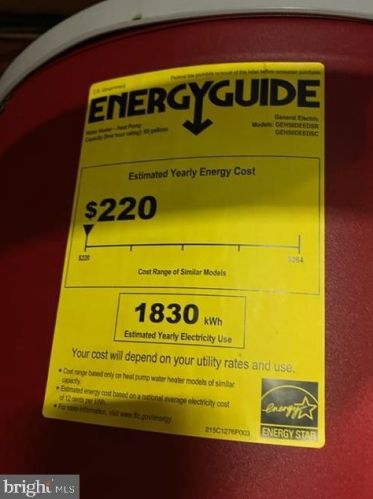 U.S. Government
Federal law prohibits removal of this label before consumer purchase.
ENERGYGUIDE
Water Heater - Heat Pump
Capacity (first hour rating): 65 gallons
General Electric
Models: GEH50DEEDSR
GEH50DEEDSC
Estimated Yearly Energy Cost
$220
$220
$264
Cost Range of Similar Models
1830 kWh
Estimated Yearly Electricity Use
Your cost will depend on your utility rates and use.
• Cost range based only on heat pump water heater models of similar
capacity.
• Estimated energy cost based on a national average electricity cost
of 12 cents per kWh.
• For more information, visit www.ftc.gov/energy.
215C1276P003
energy
ENERGY STAR
bright MLS